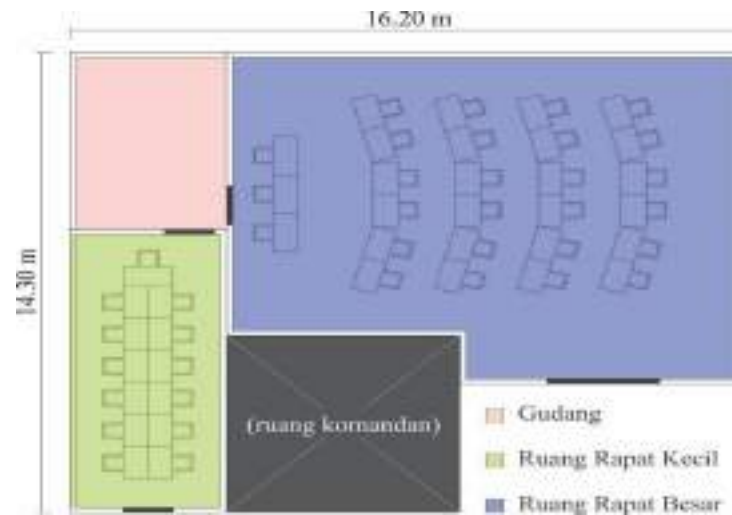 16.20 m
14.30 m
(ruang komandan)
Gudang
Ruang Rapat Kecil
Ruang Rapat Besar